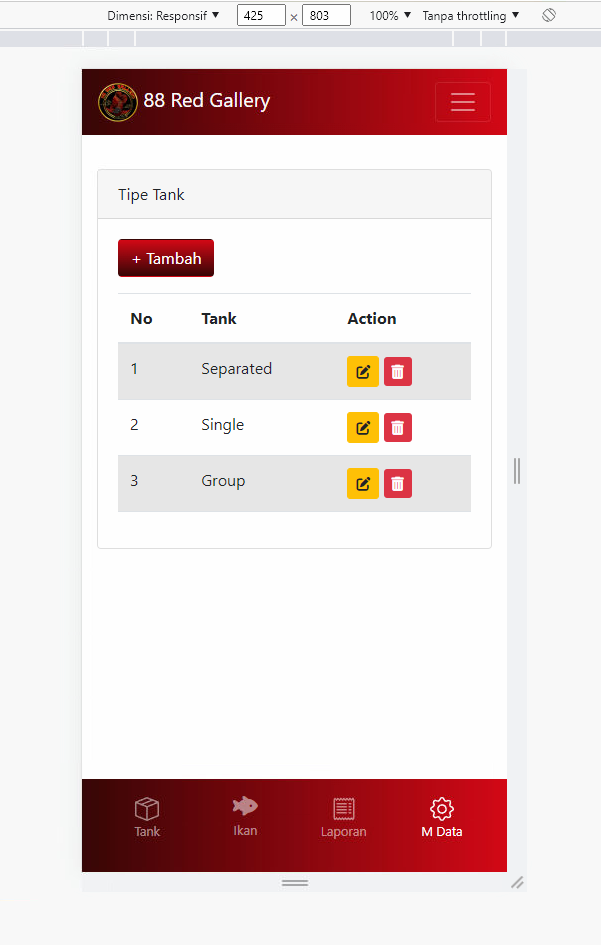 Dimensi: Responsif ▼ 425 × 803 100% ▼ Tanpa throttling ▼
88 Red Gallery
Tipe Tank
+ Tambah
No Tank Action
1 Separated
2 Single
3 Group
Tank Ikan Laporan M Data